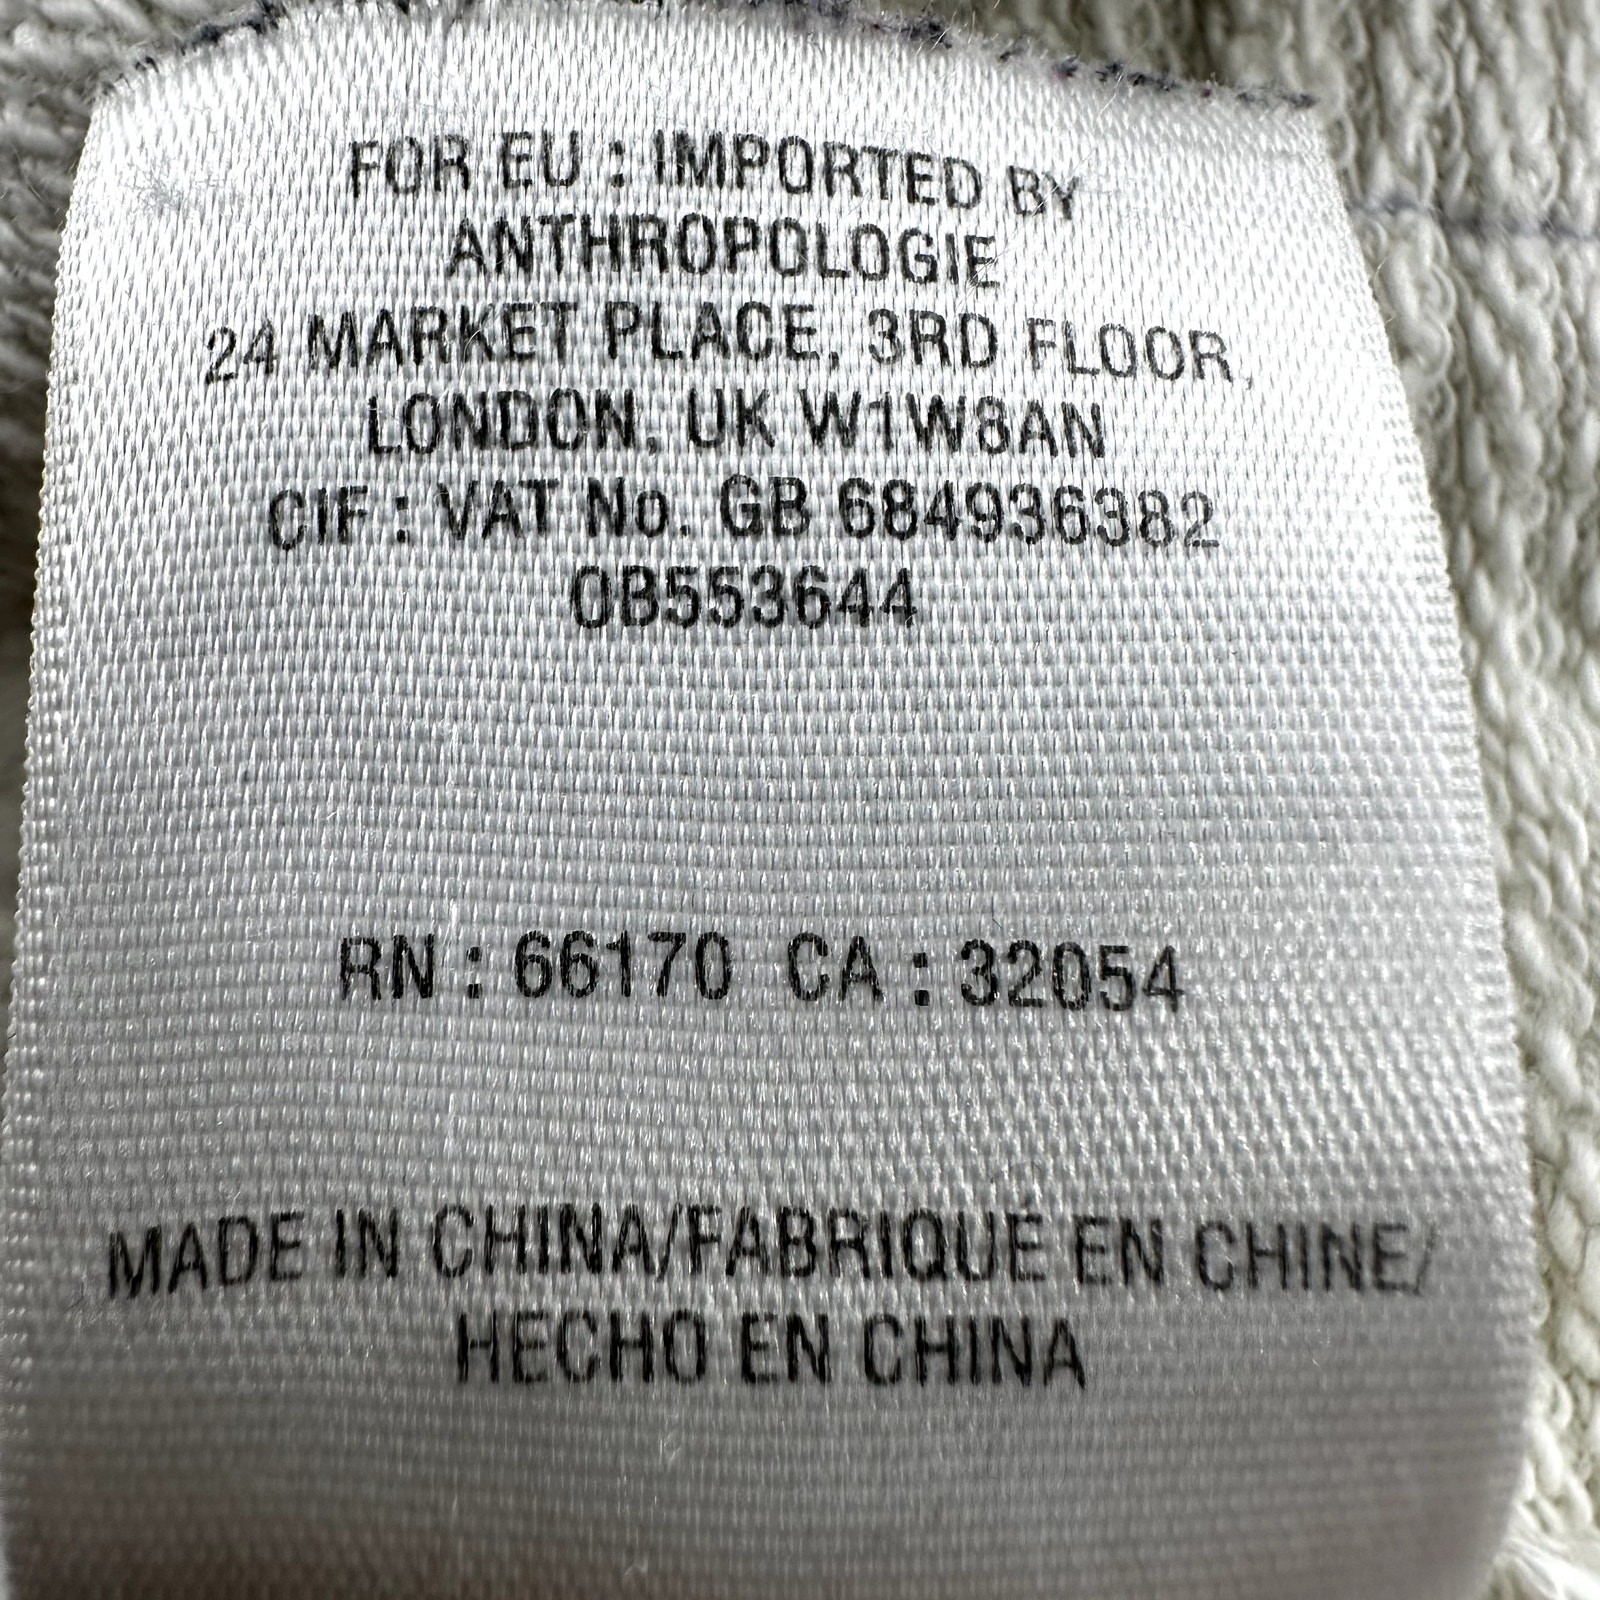 FOR EU : IMPORTED BY
ANTHROPOLOGIE
24 MARKET PLACE, 3RD FLOOR,
LONDON, UK W1W8AN
CIF : VAT No. GB 684936382
0B553644
RN : 66170 CA : 32054
MADE IN CHINA/FABRIQUÉ EN CHINE/
HECHO EN CHINA